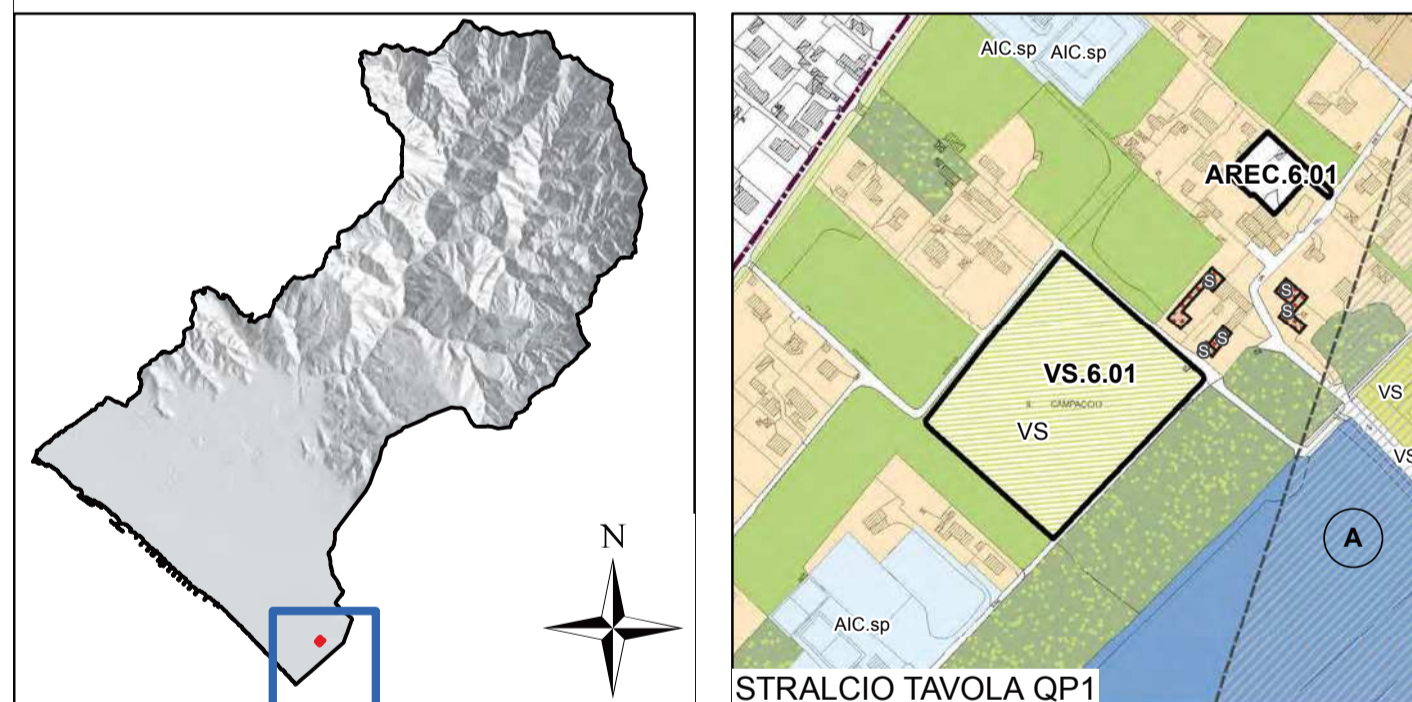 N
AIC.sp AIC.sp
AREC.6.01
S
S
S
S S
VS.6.01
IL CAMPACCIO
VS
VS
VS
A
AIC.sp
STRALCIO TAVOLA QP1